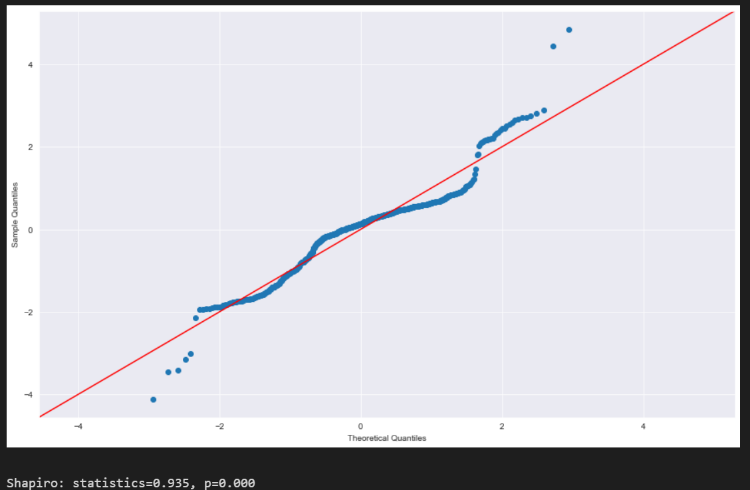 4
2
0
−2
−4
Sample Quantiles
−4 −2 0 2 4
Theoretical Quantiles
Shapiro: statistics=0.935, p=0.000